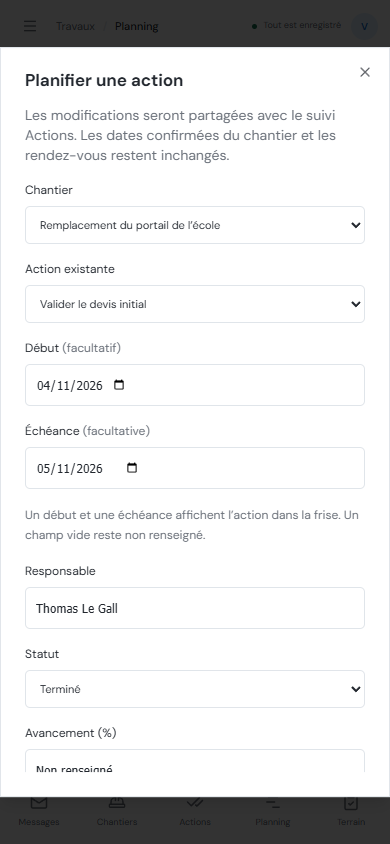 Travaux / Planning
Tout est enregistré
V
Planifier une action
Les modifications seront partagées avec le suivi
Actions. Les dates confirmées du chantier et les
rendez-vous restent inchangés.
Chantier
Remplacement du portail de l'école
Action existante
Valider le devis initial
Début (facultatif)
04/11/2026
Échéance (facultative)
05/11/2026
Un début et une échéance affichent l'action dans la frise. Un
champ vide reste non renseigné.
Responsable
Thomas Le Gall
Statut
Terminé
Avancement (%)
Non renseigné
Messages
Chantiers
Actions
Planning
Terrain